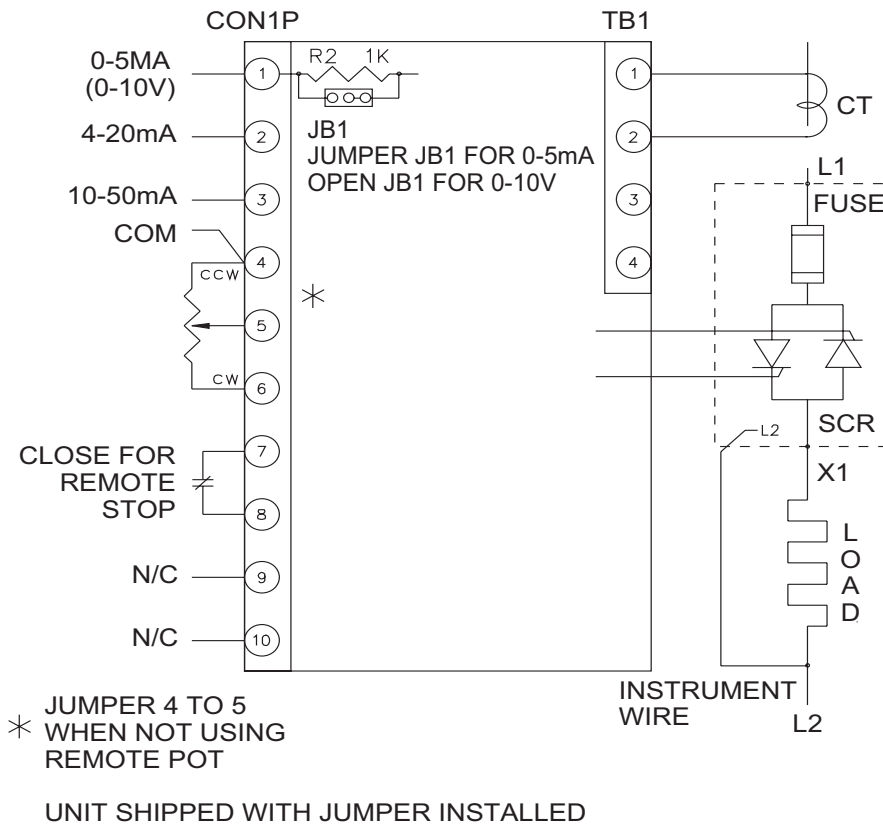 CON1P
TB1
0-5MA
(0-10V)
1
R2 1K
1
CT
4-20mA
2
JB1
JUMPER JB1 FOR 0-5mA
OPEN JB1 FOR 0-10V
2
10-50mA
3
3
L1
FUSE
COM
4
CCW
4
5
CW
6
SCR
L2
CLOSE FOR
REMOTE
STOP
7
8
X1
L
O
A
D
N/C
9
N/C
10
INSTRUMENT
WIRE
L2
JUMPER 4 TO 5
WHEN NOT USING
REMOTE POT
UNIT SHIPPED WITH JUMPER INSTALLED